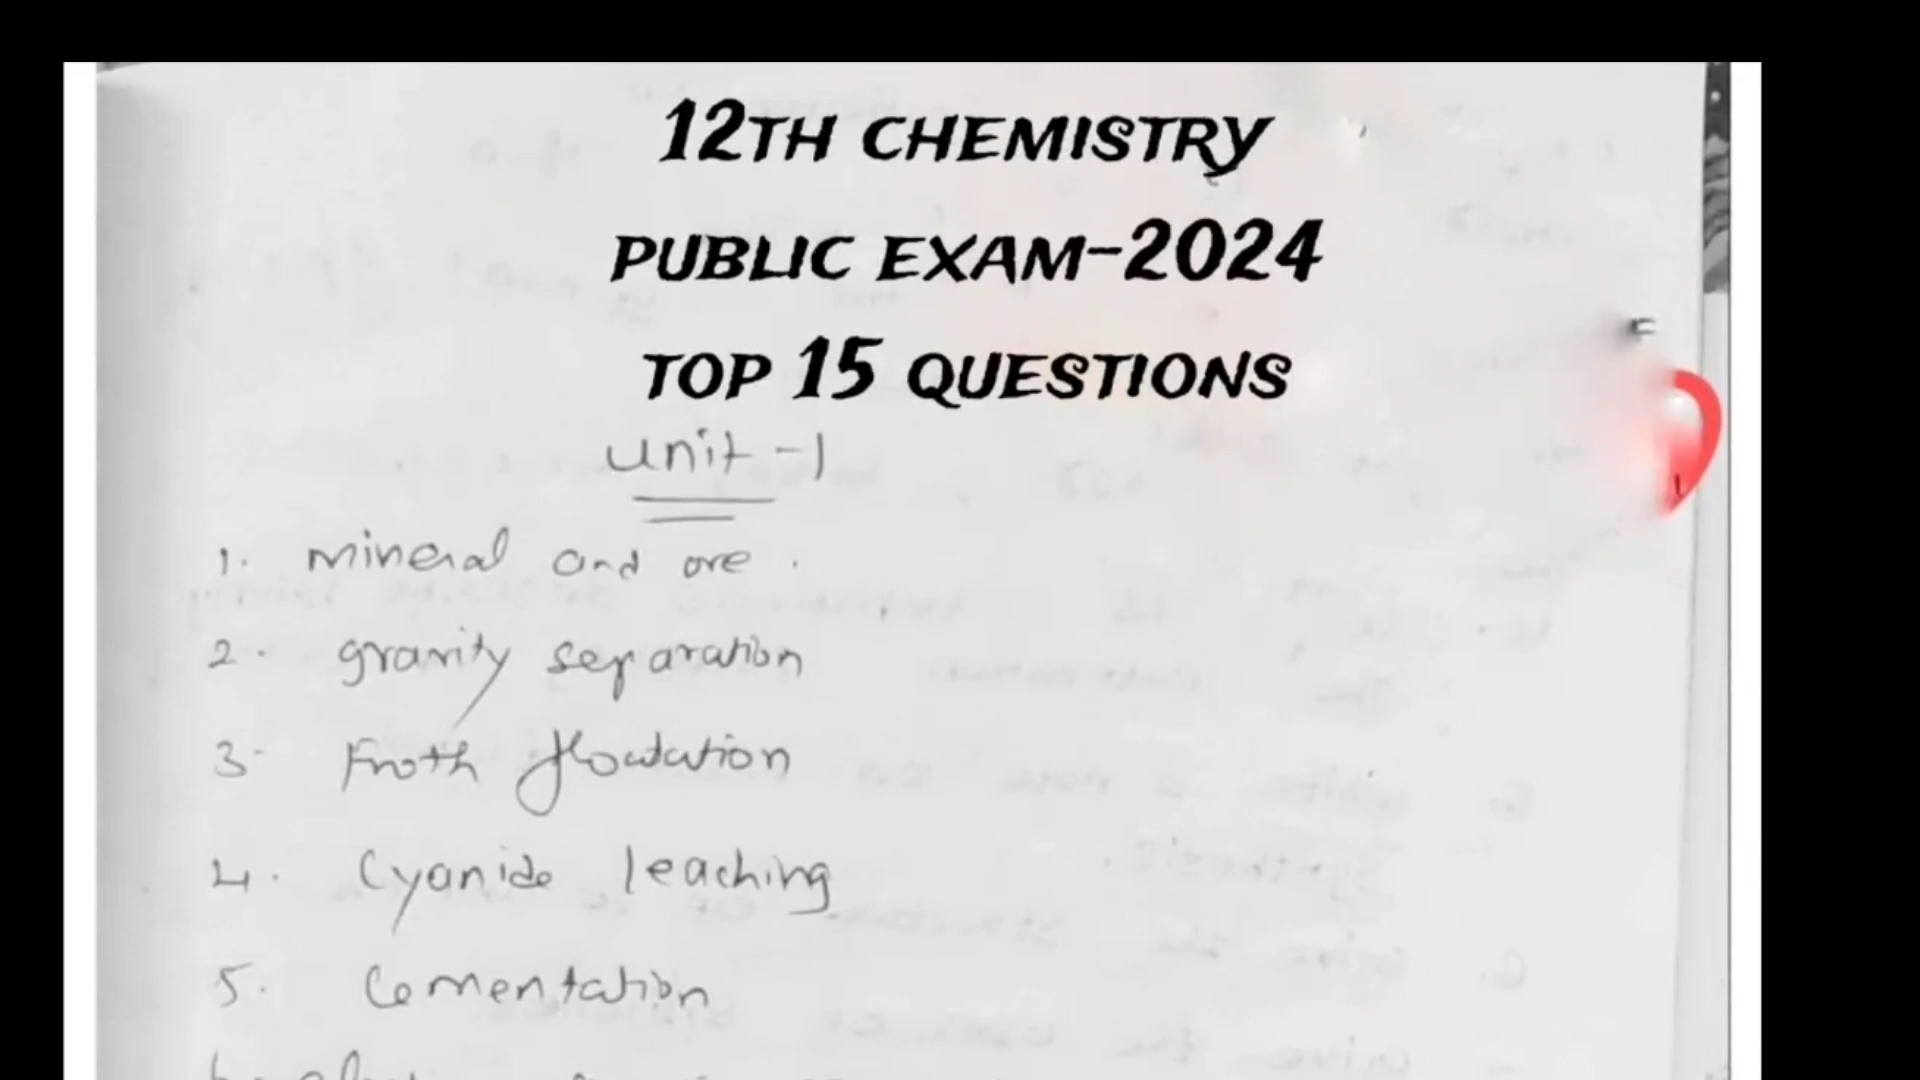 12TH CHEMISTRY
PUBLIC EXAM-2024
TOP 15 QUESTIONS
unit-1
1. mineral and ore.
2. gravity separation
3. Froth floatation
4. Cyanide leaching
5. Cementation